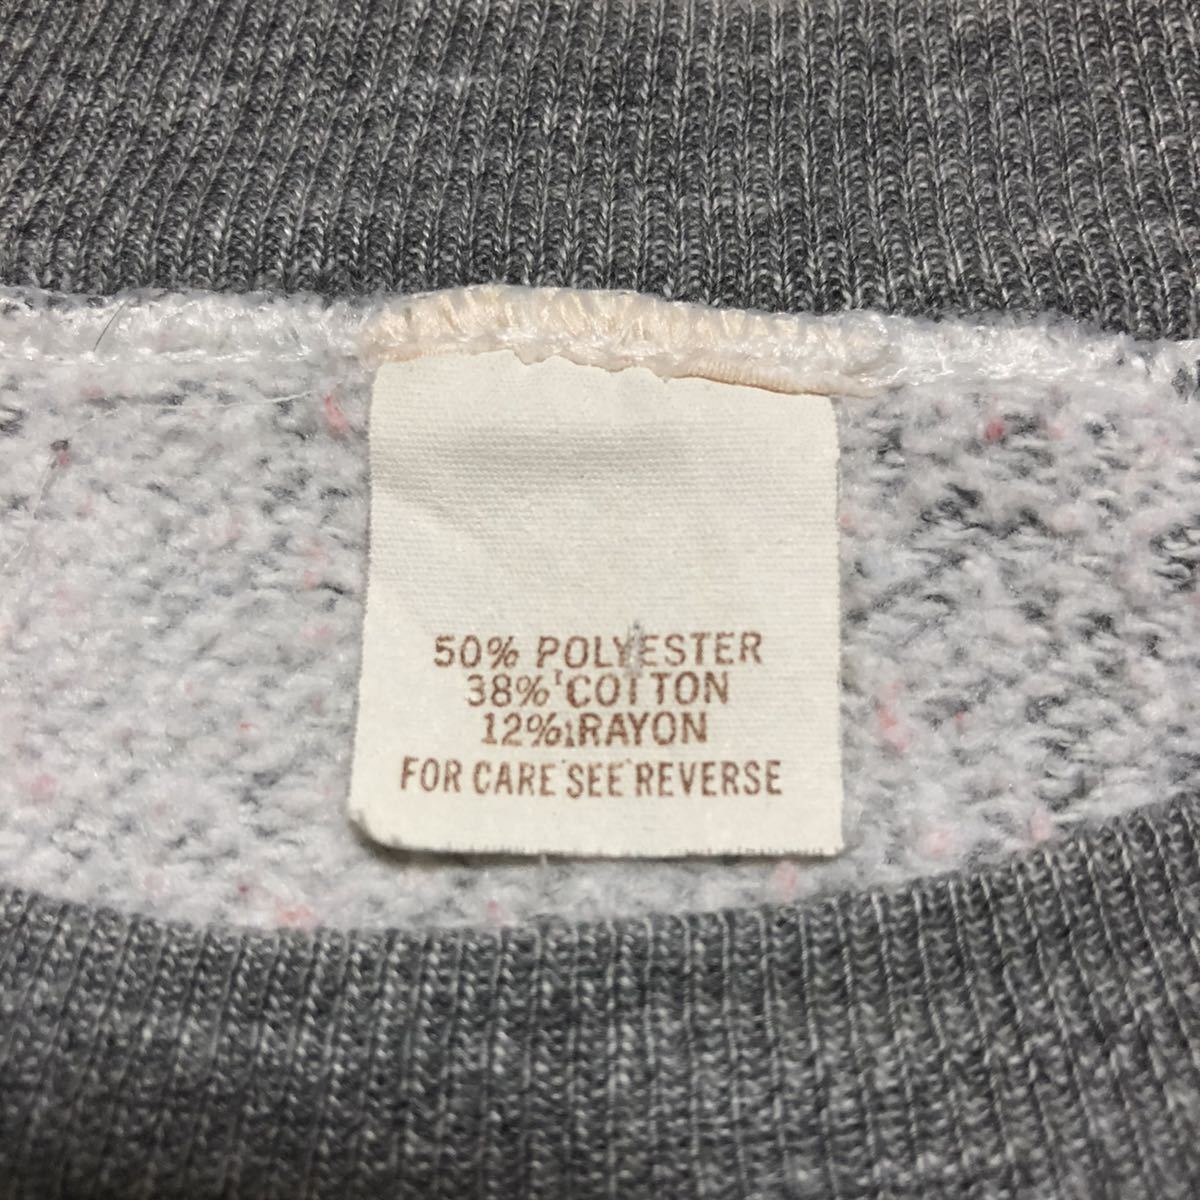 50% POLYESTER
38% COTTON
12% RAYON
FOR CARE SEE REVERSE